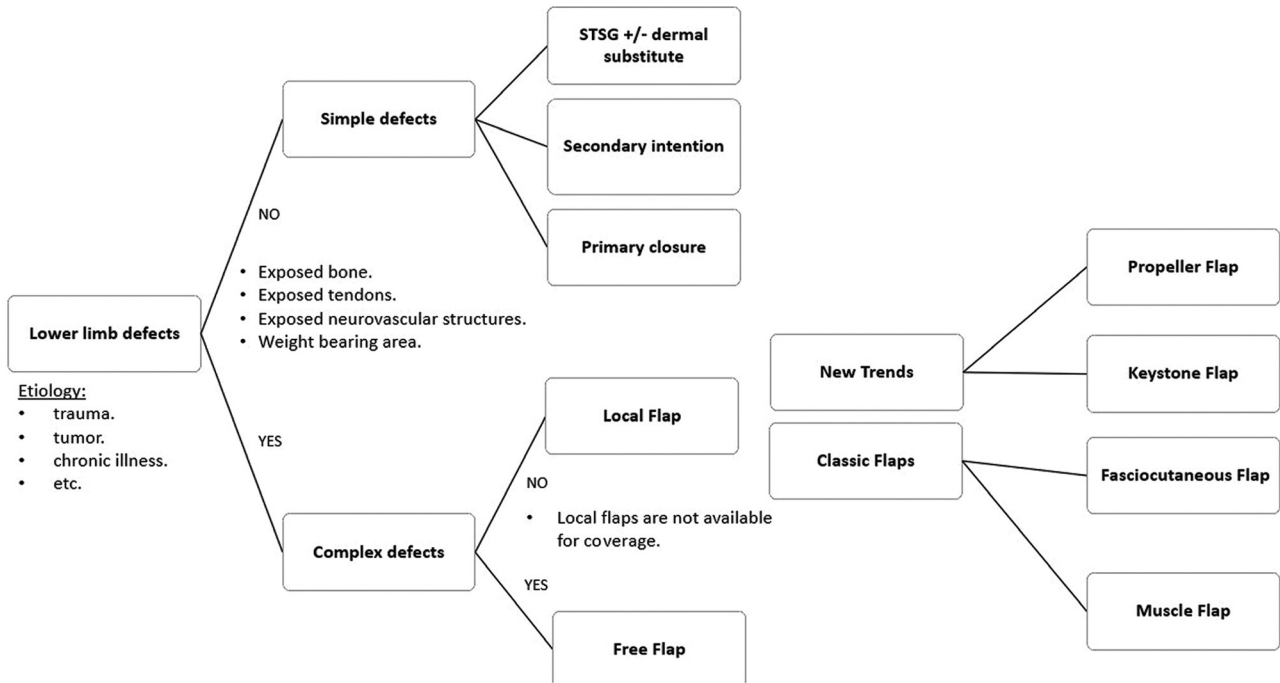 STSG +/- dermal
substitute
Simple defects
Secondary intention
NO
Primary closure
• Exposed bone.
• Exposed tendons.
• Exposed neurovascular structures.
• Weight bearing area.
Lower limb defects
Etiology:
• trauma.
• tumor.
• chronic illness.
• etc.
YES
Local Flap
NO
• Local flaps are not available
for coverage.
Complex defects
YES
Free Flap
Propeller Flap
New Trends
Keystone Flap
Classic Flaps
Fasciocutaneous Flap
Muscle Flap